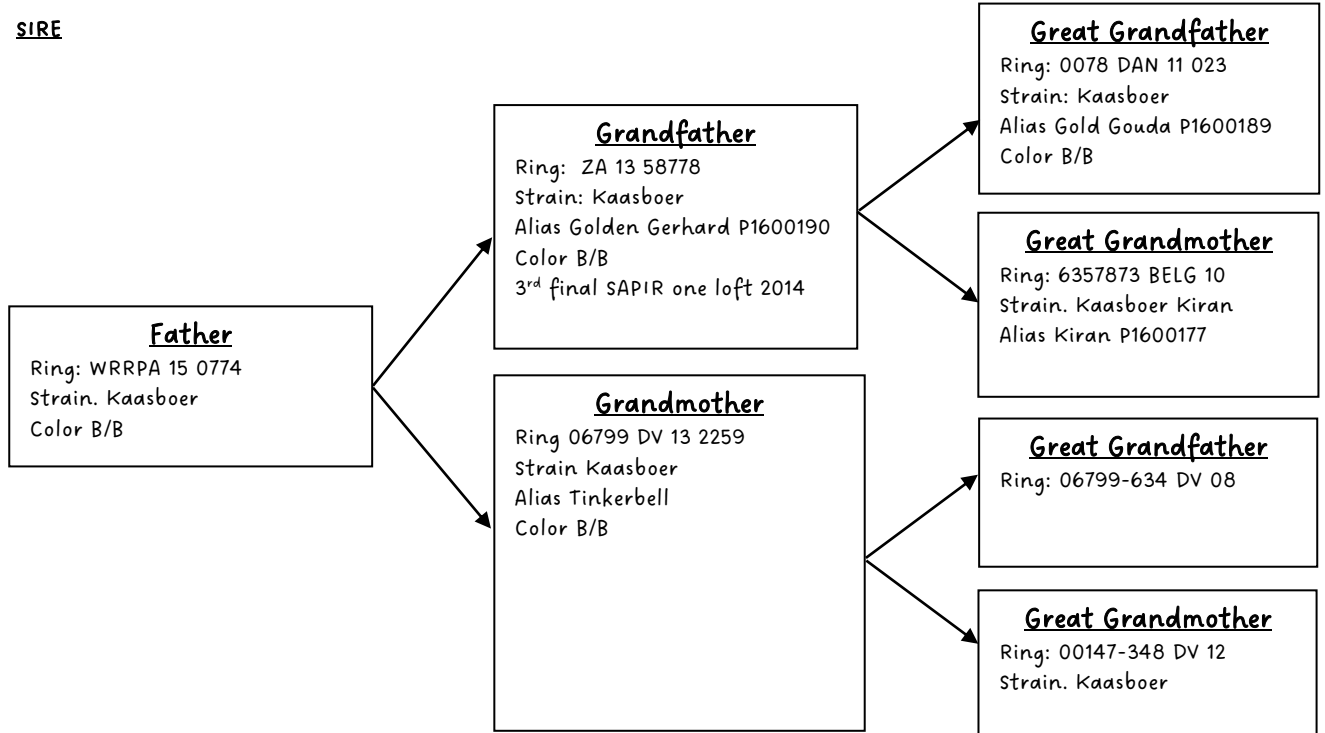 SIRE
Father
Ring: WRRPA 15 0774
Strain. Kaasboer
Color B/B
Grandfather
Ring:  ZA 13 58778
Strain: Kaasboer
Alias Golden Gerhard P1600190
Color B/B
3rd final SAPIR one loft 2014
Grandmother
Ring 06799 DV 13 2259
Strain Kaasboer
Alias Tinkerbell
Color B/B
Great Grandfather
Ring: 0078 DAN 11 023
Strain: Kaasboer
Alias Gold Gouda P1600189
Color B/B
Great Grandmother
Ring: 6357873 BELG 10
Strain. Kaasboer Kiran
Alias Kiran P1600177
Great Grandfather
Ring: 06799-634 DV 08
Great Grandmother
Ring: 00147-348 DV 12
Strain. Kaasboer